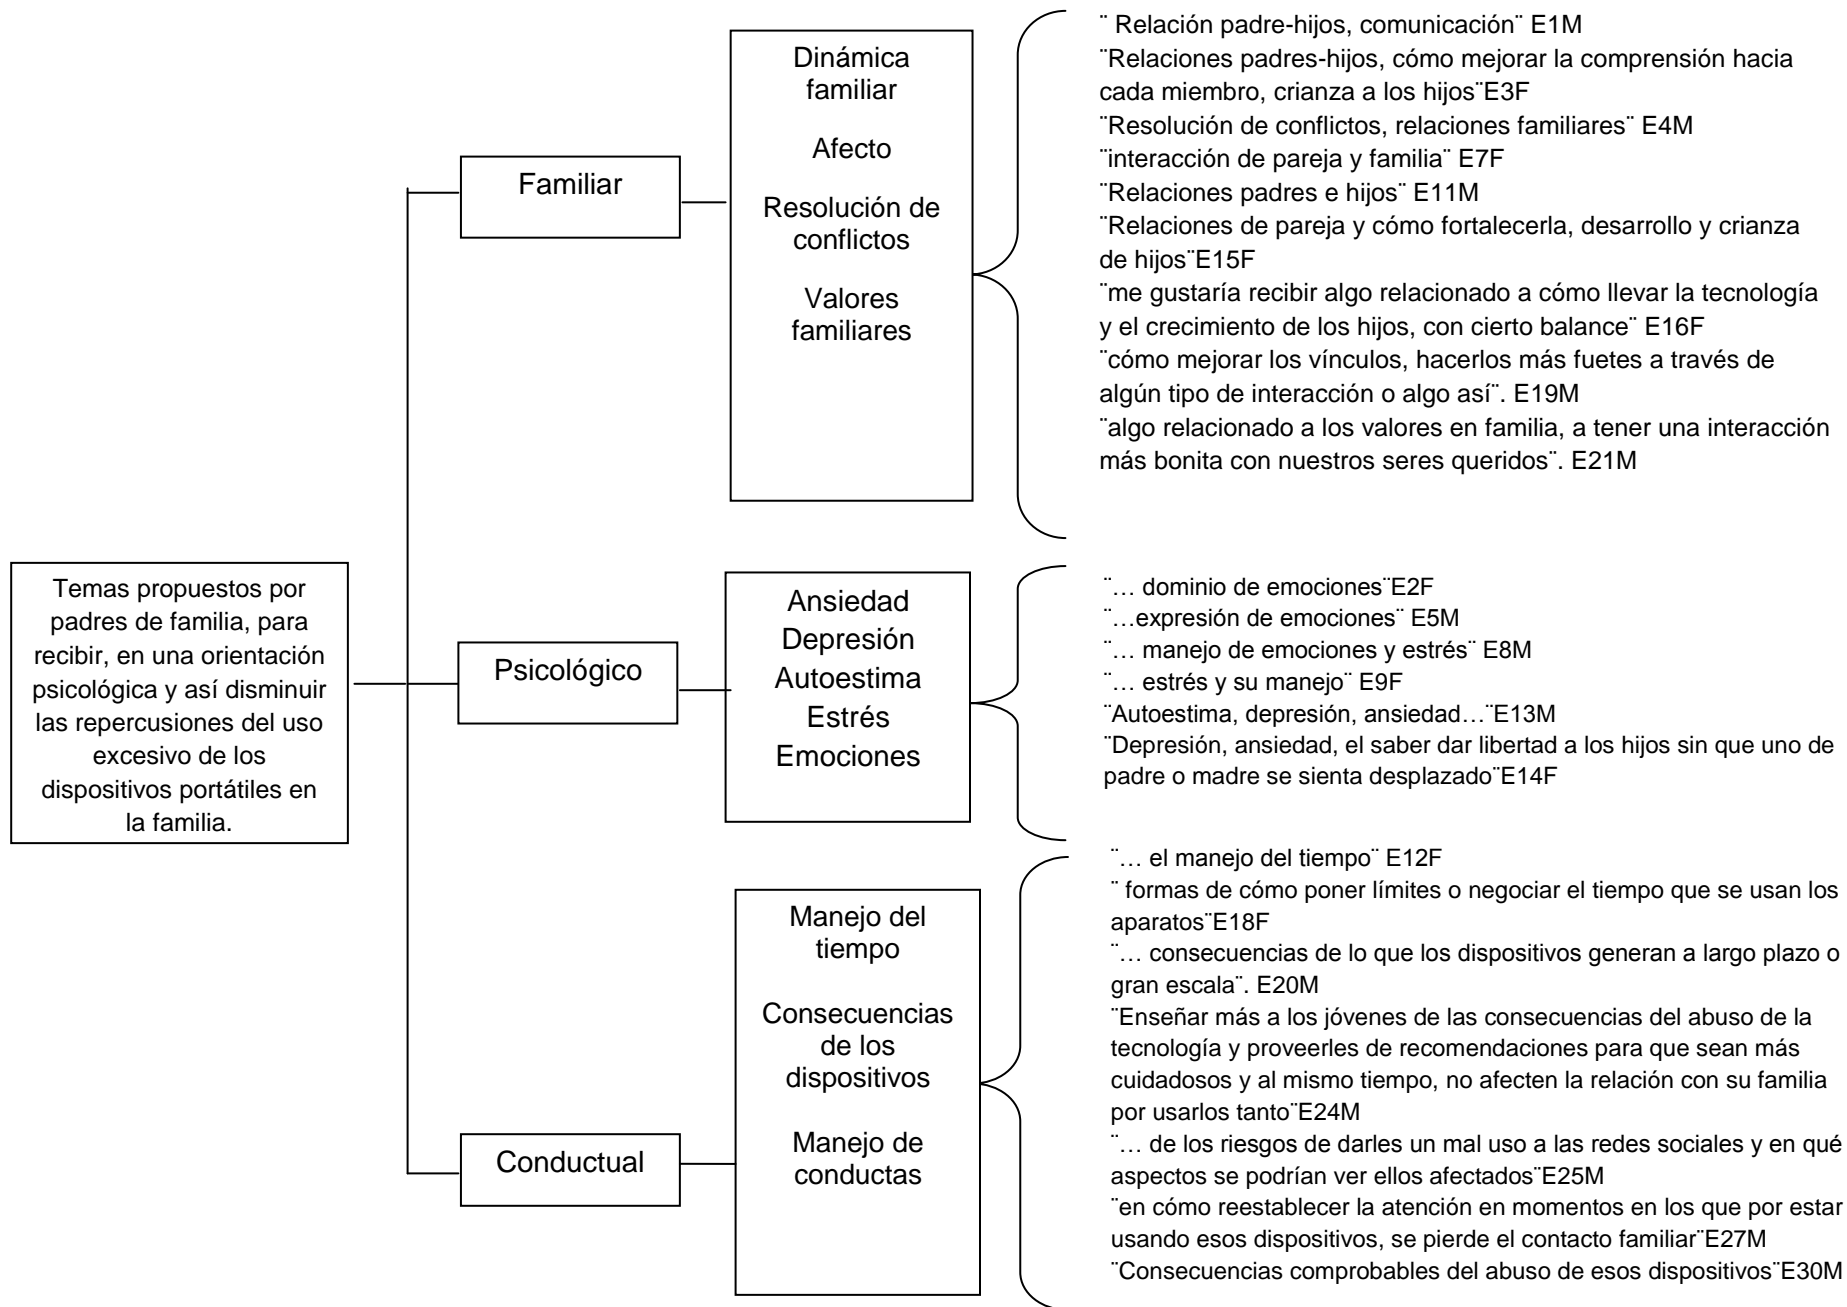 Temas propuestos por
padres de familia, para
recibir, en una orientación
psicológica y así disminuir
las repercusiones del uso
excesivo de los
dispositivos portátiles en
la familia.
Familiar
Dinámica
familiar
Afecto
Resolución de
conflictos
Valores
familiares
¨ Relación padre-hijos, comunicación¨ E1M
¨Relaciones padres-hijos, cómo mejorar la comprensión hacia
cada miembro, crianza a los hijos¨E3F
¨Resolución de conflictos, relaciones familiares¨ E4M
¨interacción de pareja y familia¨ E7F
¨Relaciones padres e hijos¨ E11M
¨Relaciones de pareja y cómo fortalecerla, desarrollo y crianza
de hijos¨E15F
¨me gustaría recibir algo relacionado a cómo llevar la tecnología
y el crecimiento de los hijos, con cierto balance¨ E16F
¨cómo mejorar los vínculos, hacerlos más fuetes a través de
algún tipo de interacción o algo así¨. E19M
¨algo relacionado a los valores en familia, a tener una interacción
más bonita con nuestros seres queridos¨. E21M
Psicológico
Ansiedad
Depresión
Autoestima
Estrés
Emociones
¨… dominio de emociones¨E2F
¨…expresión de emociones¨ E5M
¨… manejo de emociones y estrés¨ E8M
¨… estrés y su manejo¨ E9F
¨Autoestima, depresión, ansiedad…¨E13M
¨Depresión, ansiedad, el saber dar libertad a los hijos sin que uno de
padre o madre se sienta desplazado¨E14F
Conductual
Manejo del
tiempo
Consecuencias
de los
dispositivos
Manejo de
conductas
¨… el manejo del tiempo¨ E12F
¨ formas de cómo poner límites o negociar el tiempo que se usan los
aparatos¨E18F
¨… consecuencias de lo que los dispositivos generan a largo plazo o
gran escala¨. E20M
¨Enseñar más a los jóvenes de las consecuencias del abuso de la
tecnología y proveerles de recomendaciones para que sean más
cuidadosos y al mismo tiempo, no afecten la relación con su familia
por usarlos tanto¨E24M
¨… de los riesgos de darles un mal uso a las redes sociales y en qué
aspectos se podrían ver ellos afectados¨E25M
¨en cómo reestablecer la atención en momentos en los que por estar
usando esos dispositivos, se pierde el contacto familiar¨E27M
¨Consecuencias comprobables del abuso de esos dispositivos¨E30M